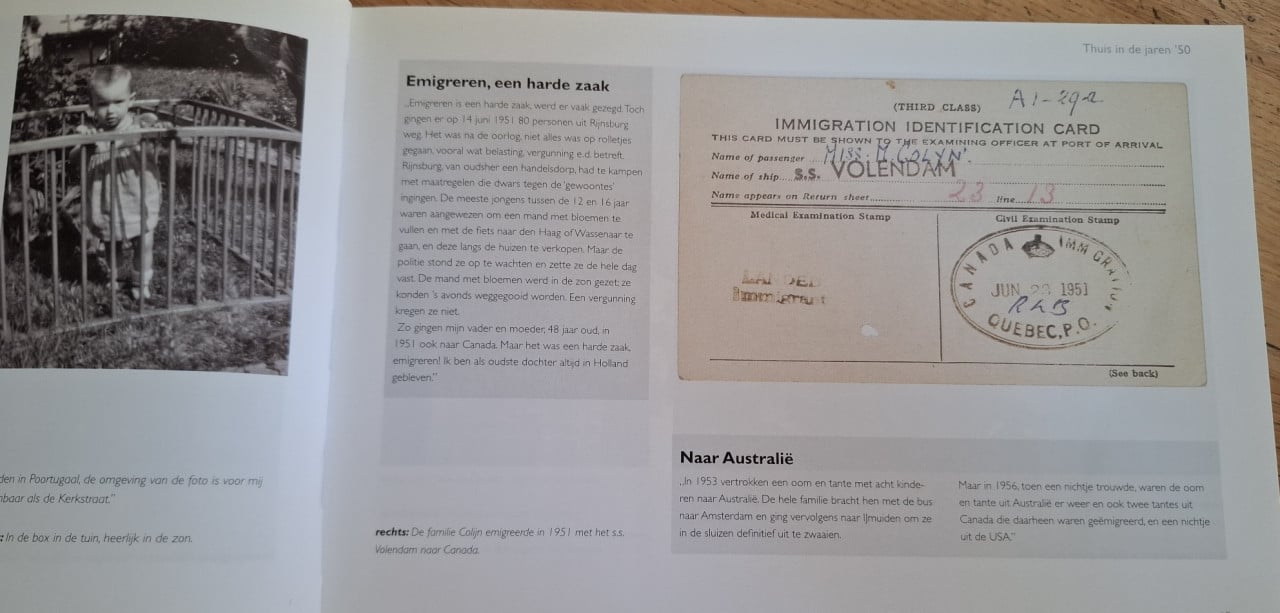 den in Poortugaal, de omgeving van de foto is voor mij
nbaar als de Kerkstraat.”
: In de box in de tuin, heerlijk in de zon.
Thuis in de jaren ’50
Emigreren, een harde zaak
„Emigreren is een harde zaak, werd er vaak gezegd. Toch
gingen er op 14 juni 1951 80 personen uit Rijnsburg
weg. Het was na de oorlog, niet alles was op rolletjes
gegaan, vooral wat belasting, vergunning e.d. betreft.
Rijnsburg, van oudsher een handelsdorp, had te kampen
met maatregelen die dwars tegen de ‘gewoontes’
ingingen. De meeste jongens tussen de 12 en 16 jaar
waren aangewezen om een mand met bloemen te
vullen en met de fiets naar den Haag of Wassenaar te
gaan, en deze langs de huizen te verkopen. Maar de
politie stond ze op te wachten en zette ze de hele dag
vast. De mand met bloemen werd in de zon gezet; ze
konden ’s avonds weggegooid worden. Een vergunning
kregen ze niet.
Zo gingen mijn vader en moeder, 48 jaar oud, in
1951 ook naar Canada. Maar het was een harde zaak,
emigreren! Ik ben als oudste dochter altijd in Holland
gebleven.”
rechts: De familie Colijn emigreerde in 1951 met het s.s.
Volendam naar Canada.
(THIRD CLASS) A1-292
IMMIGRATION IDENTIFICATION CARD
THIS CARD MUST BE SHOWN TO THE EXAMINING OFFICER AT PORT OF ARRIVAL
Name of passenger MISS. M COLYN.
Name of ship S.S. VOLENDAM
Name appears on Return sheet 23 line 13
Medical Examination Stamp
LANDED
Immigrant
Civil Examination Stamp
CANADA IMMIGRATION
JUN 1951
QUEBEC, P.Q.
(See back)
Naar Australië
„In 1953 vertrokken een oom en tante met acht kinde-
ren naar Australië. De hele familie bracht hen met de bus
naar Amsterdam en ging vervolgens naar IJmuiden om ze
in de sluizen definitief uit te zwaaien.
Maar in 1956, toen een nichtje trouwde, waren de oom
en tante uit Australië er weer en ook twee tantes uit
Canada die daarheen waren geëmigreerd, en een nichtje
uit de USA.”